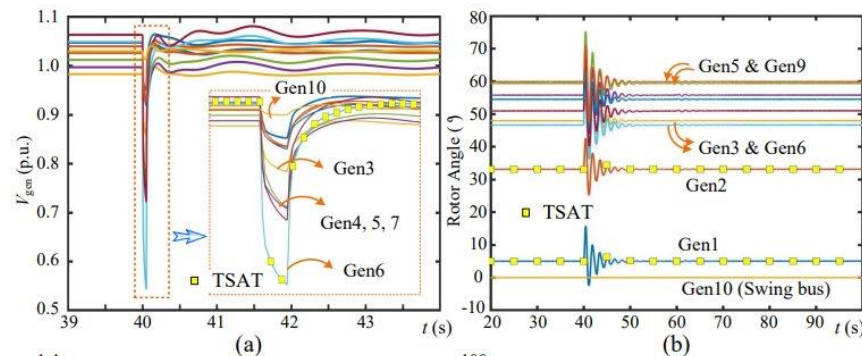 1.1
1.0
0.9
0.8
0.7
0.6
0.5
V_gen (p.u.)
Gen10
Gen3
Gen4, 5, 7
TSAT
Gen6
39
40
41
42
43
t (s)
(a)
80
70
60
50
40
30
20
10
0
-10
Rotor Angle (°)
Gen5 & Gen9
Gen3 & Gen6
Gen2
TSAT
Gen1
Gen10 (Swing bus)
20
30
40
50
60
70
80
90
t (s)
(b)